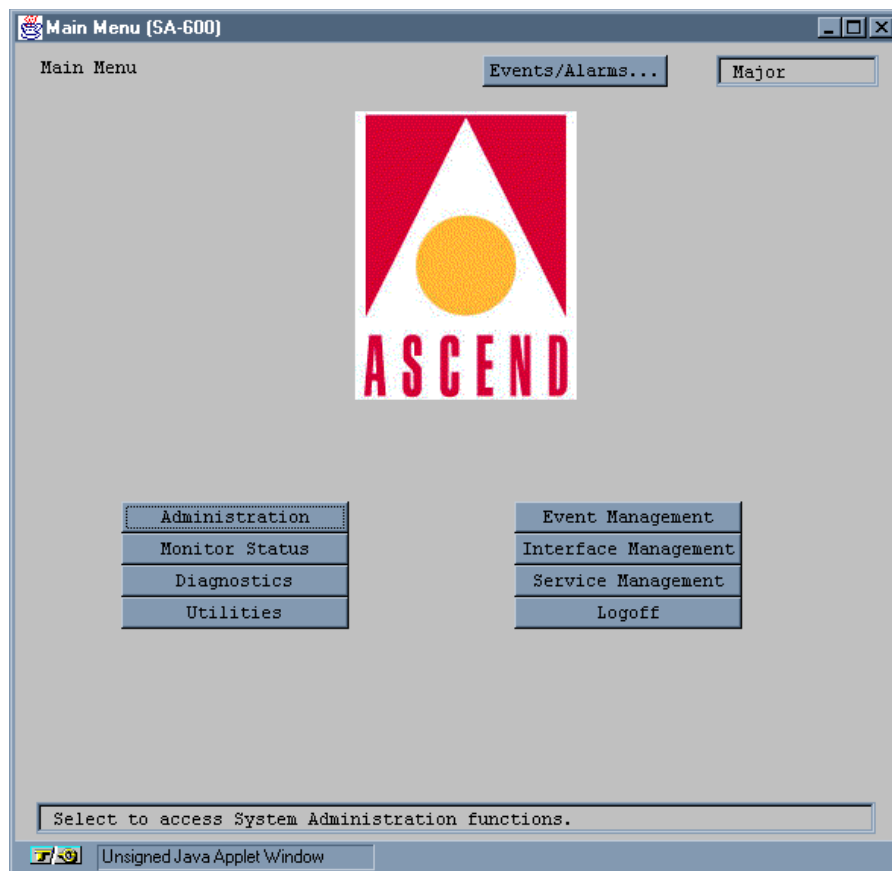 Main Menu (SA-600)
Main Menu
Events/Alarms...
Major
ASCEND
Administration
Monitor Status
Diagnostics
Utilities
Event Management
Interface Management
Service Management
Logoff
Select to access System Administration functions.
Unsigned Java Applet Window